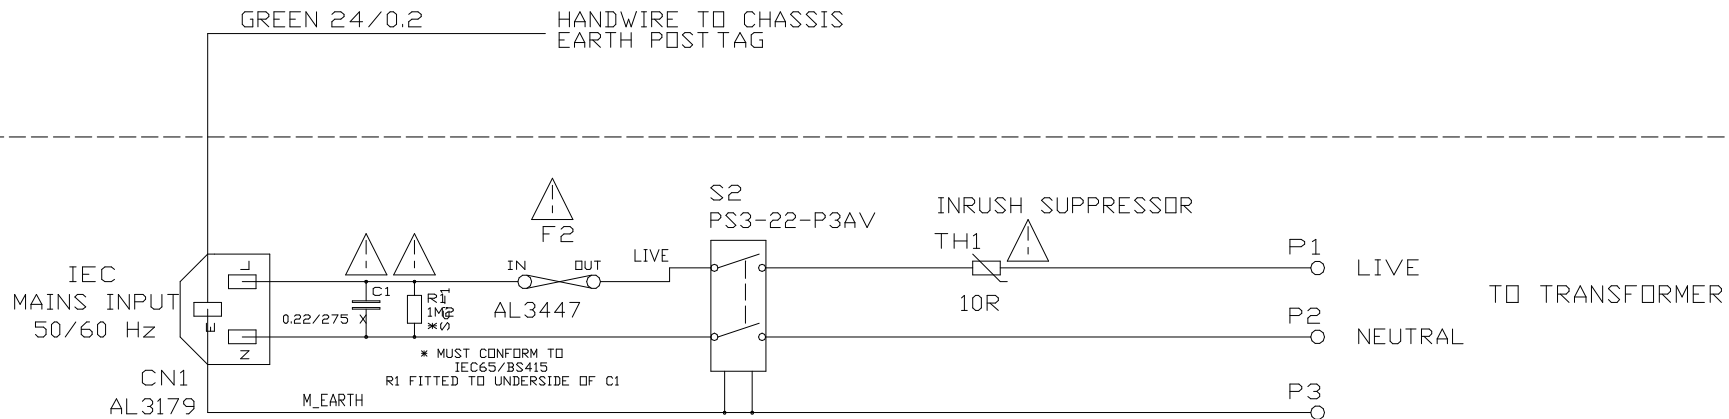 GREEN 24/0.2
HANDWIRE TO CHASSIS
EARTH POST TAG
IEC
MAINS INPUT
50/60 Hz
L
E
N
CN1
AL3179
C1
0.22/275 X
R1
1M2
*
* MUST CONFORM TO
IEC65/BS415
R1 FITTED TO UNDERSIDE OF C1
M_EARTH
F2
IN
OUT
AL3447
LIVE
S2
PS3-22-P3AV
INRUSH SUPPRESSOR
TH1
10R
P1
LIVE
P2
NEUTRAL
P3
TO TRANSFORMER